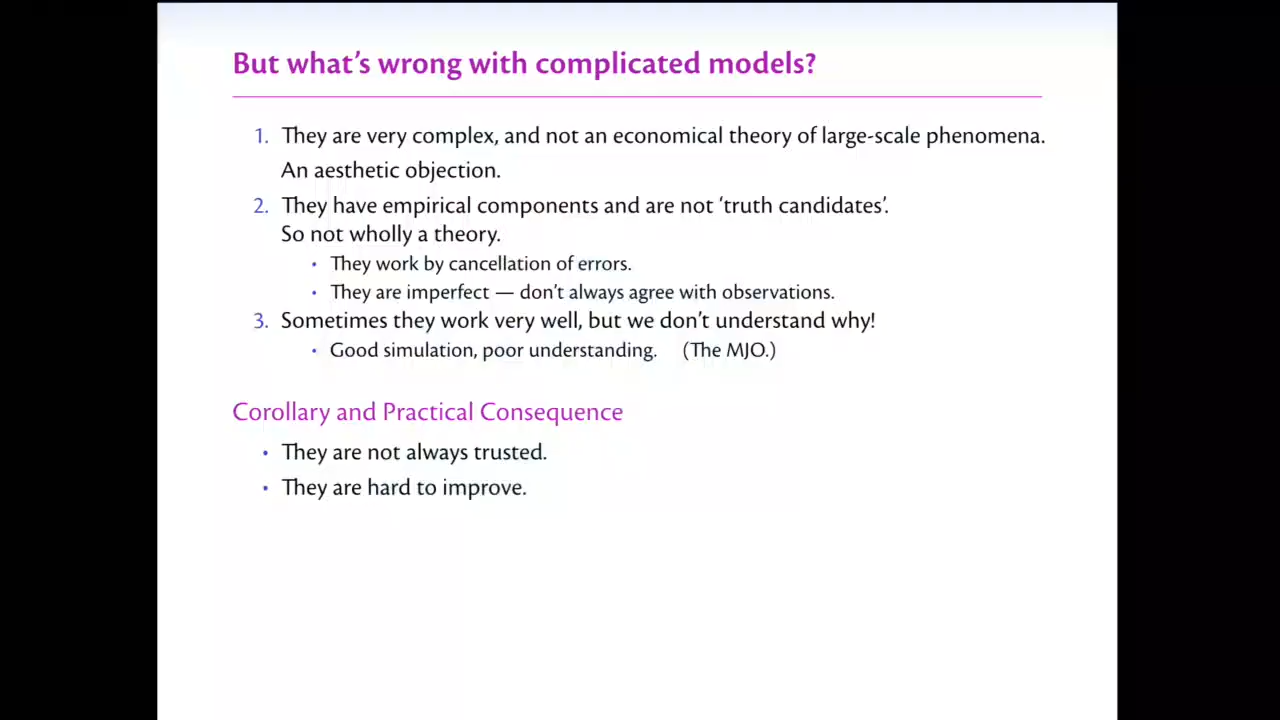 But what’s wrong with complicated models?
1. They are very complex, and not an economical theory of large-scale phenomena.
An aesthetic objection.
2. They have empirical components and are not ‘truth candidates’.
So not wholly a theory.
• They work by cancellation of errors.
• They are imperfect — don’t always agree with observations.
3. Sometimes they work very well, but we don’t understand why!
• Good simulation, poor understanding. (The MJO.)
Corollary and Practical Consequence
• They are not always trusted.
• They are hard to improve.